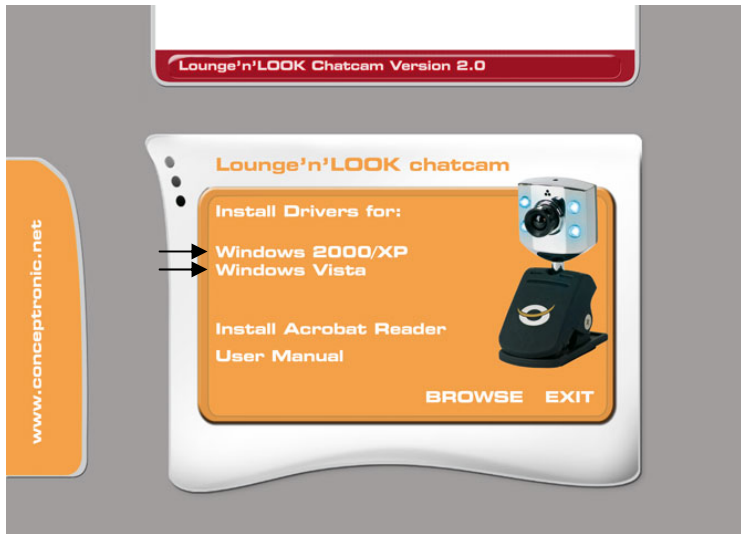 Lounge'n'LOOK Chatcam Version 2.0
Lounge'n'LOOK chatcam
Install Drivers for:
Windows 2000/XP
Windows Vista
Install Acrobat Reader
User Manual
BROWSE EXIT
www.conceptronic.net